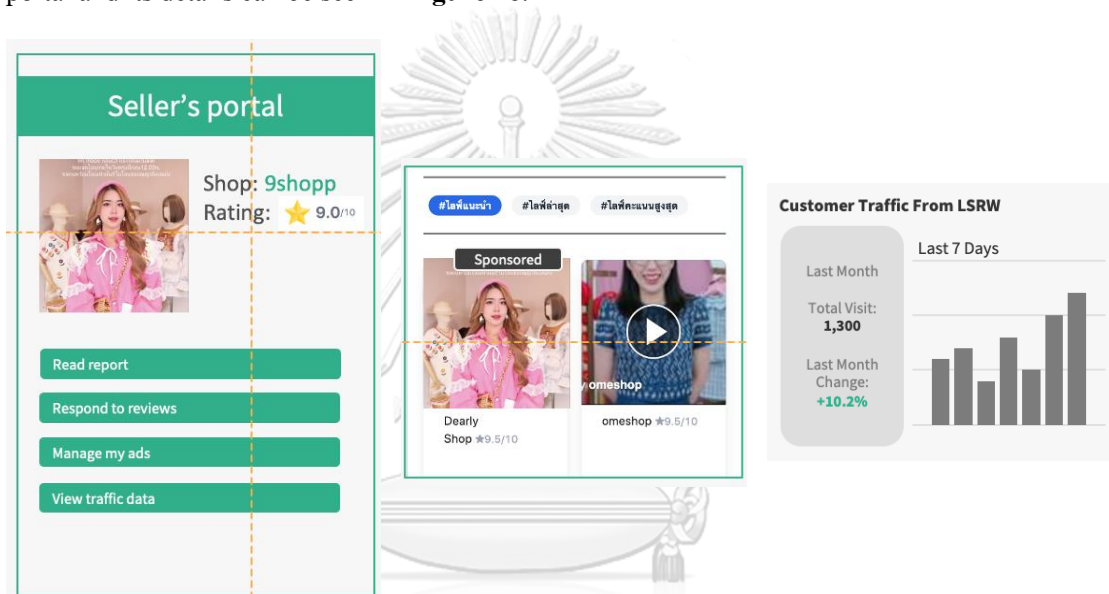 Seller's portal
Shop: 9shopp
Rating: 9.0/10
Read report
Respond to reviews
Manage my ads
View traffic data
#ไลฟ์แนะนำ #ไลฟ์ล่าสุด #ไลฟ์คะแนนสูงสุด
Sponsored
y omeshop
Dearly
Shop ★9.5/10
omeshop ★9.5/10
Customer Traffic From LSRW
Last 7 Days
Last Month
Total Visit:
1,300
Last Month
Change:
+10.2%